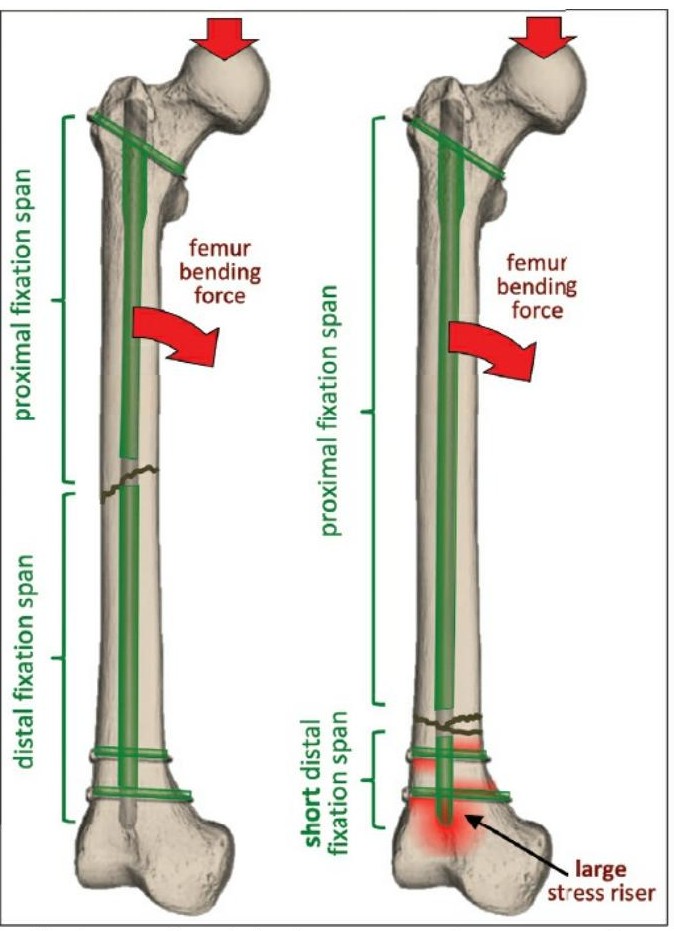 proximal fixation span
femur
bending
force
distal fixation span
proximal fixation span
femur
bending
force
short distal
fixation span
large
stress riser